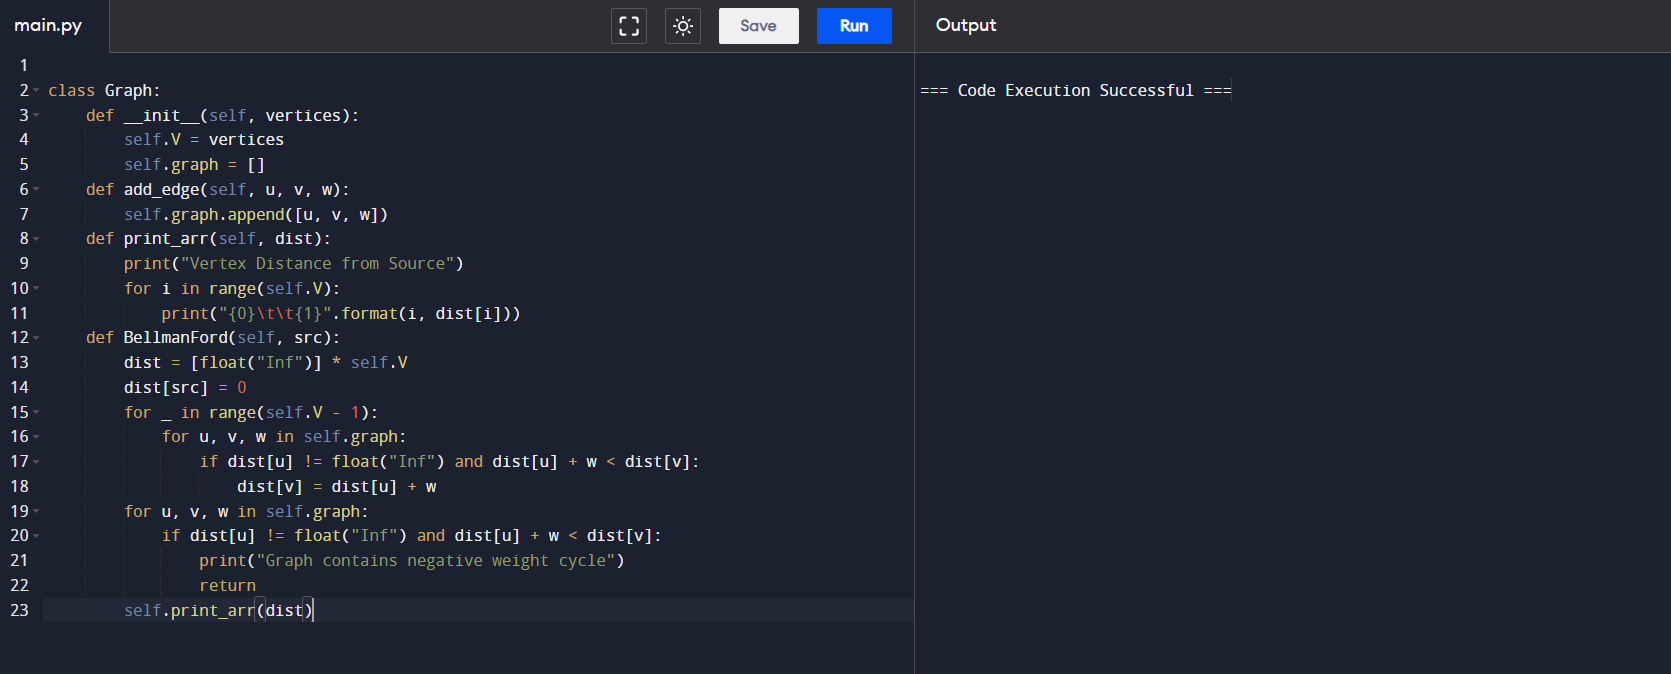 main.py Save Run Output
1
2 class Graph:
3     def __init__(self, vertices):
4         self.V = vertices
5         self.graph = []
6     def add_edge(self, u, v, w):
7         self.graph.append([u, v, w])
8     def print_arr(self, dist):
9         print("Vertex Distance from Source")
10         for i in range(self.V):
11             print("{0}\t\t{1}".format(i, dist[i]))
12     def BellmanFord(self, src):
13         dist = [float("Inf")] * self.V
14         dist[src] = 0
15         for _ in range(self.V - 1):
16             for u, v, w in self.graph:
17                 if dist[u] != float("Inf") and dist[u] + w < dist[v]:
18                     dist[v] = dist[u] + w
19         for u, v, w in self.graph:
20             if dist[u] != float("Inf") and dist[u] + w < dist[v]:
21                 print("Graph contains negative weight cycle")
22                 return
23         self.print_arr(dist)
=== Code Execution Successful ===